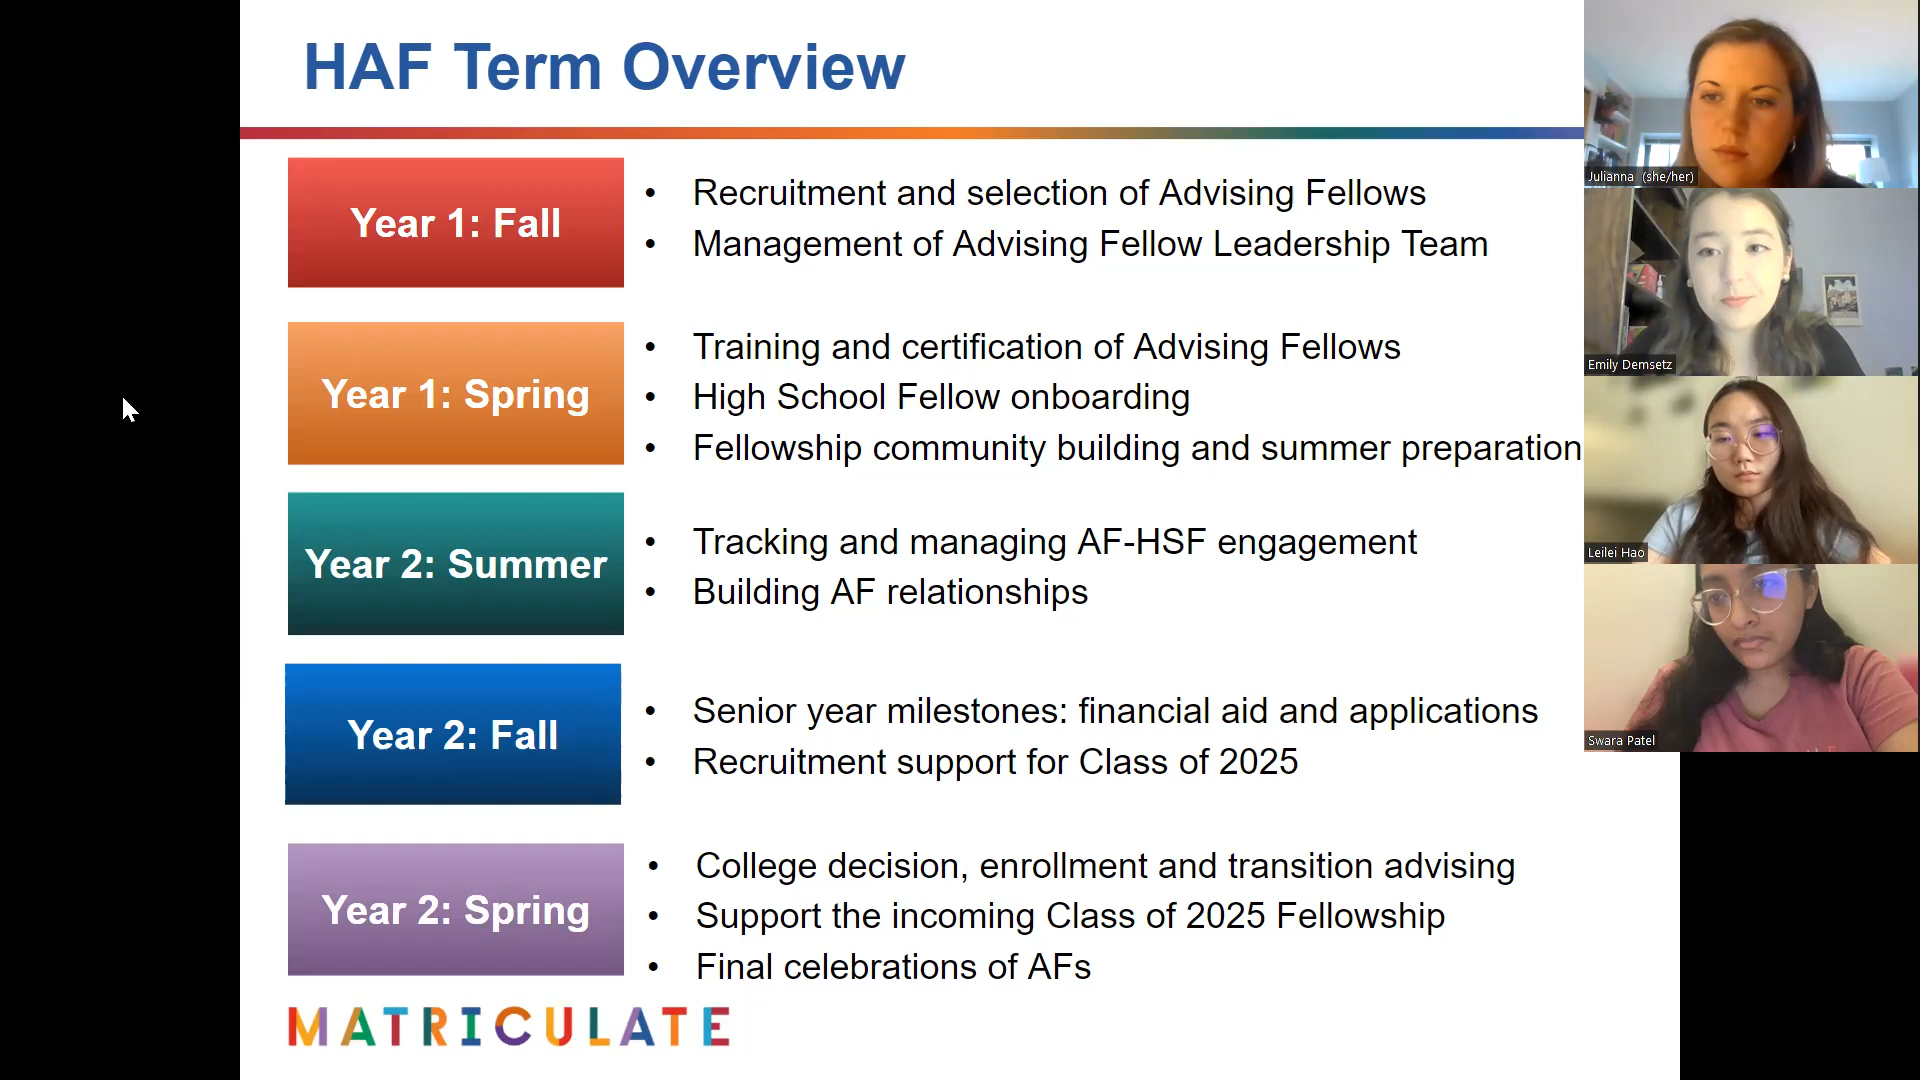 HAF Term Overview
Year 1: Fall
• Recruitment and selection of Advising Fellows
• Management of Advising Fellow Leadership Team
Year 1: Spring
• Training and certification of Advising Fellows
• High School Fellow onboarding
• Fellowship community building and summer preparation
Year 2: Summer
• Tracking and managing AF-HSF engagement
• Building AF relationships
Year 2: Fall
• Senior year milestones: financial aid and applications
• Recruitment support for Class of 2025
Year 2: Spring
• College decision, enrollment and transition advising
• Support the incoming Class of 2025 Fellowship
• Final celebrations of AFs
MATRICULATE
Julianna (she/her)
Emily Demsetz
Leilei Hao
Swara Patel